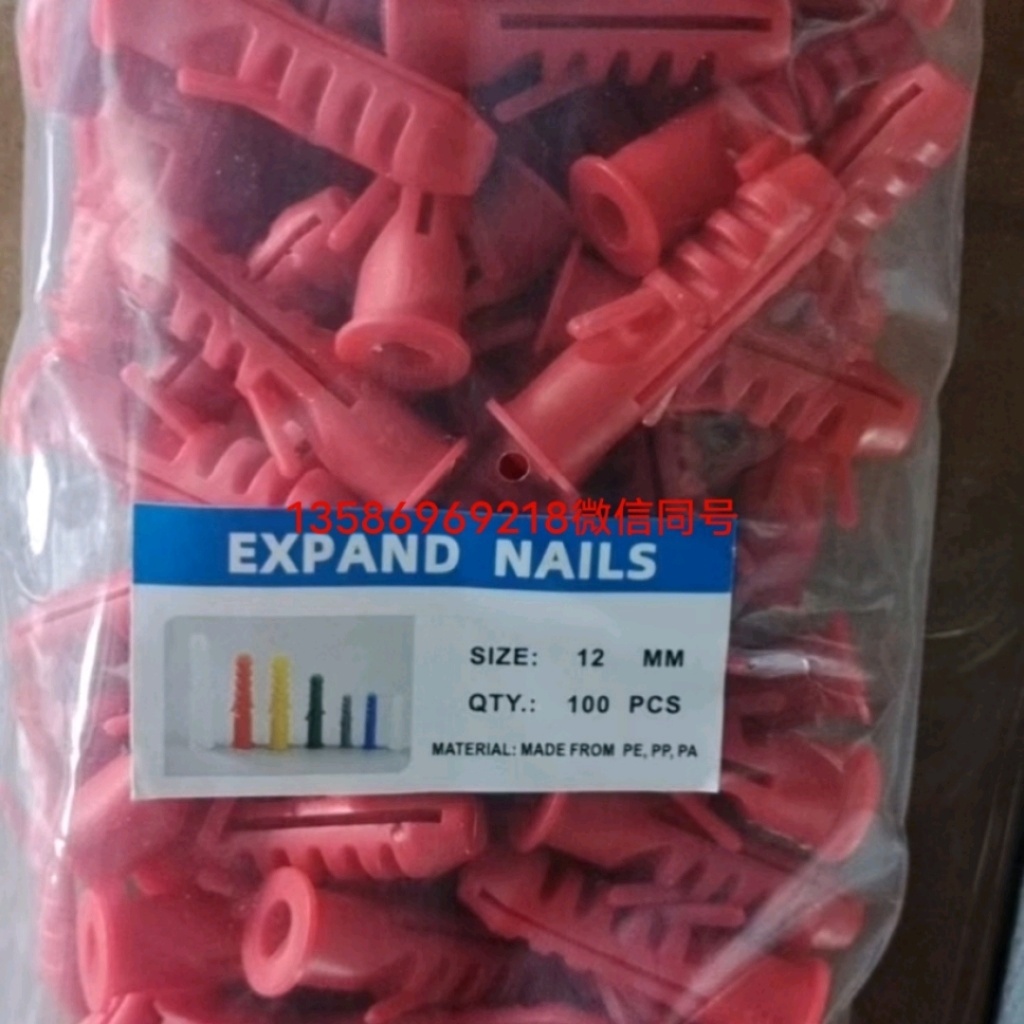 13586969218微信同号
EXPAND NAILS
SIZE: 12 MM
QTY.: 100 PCS
MATERIAL: MADE FROM PE, PP, PA